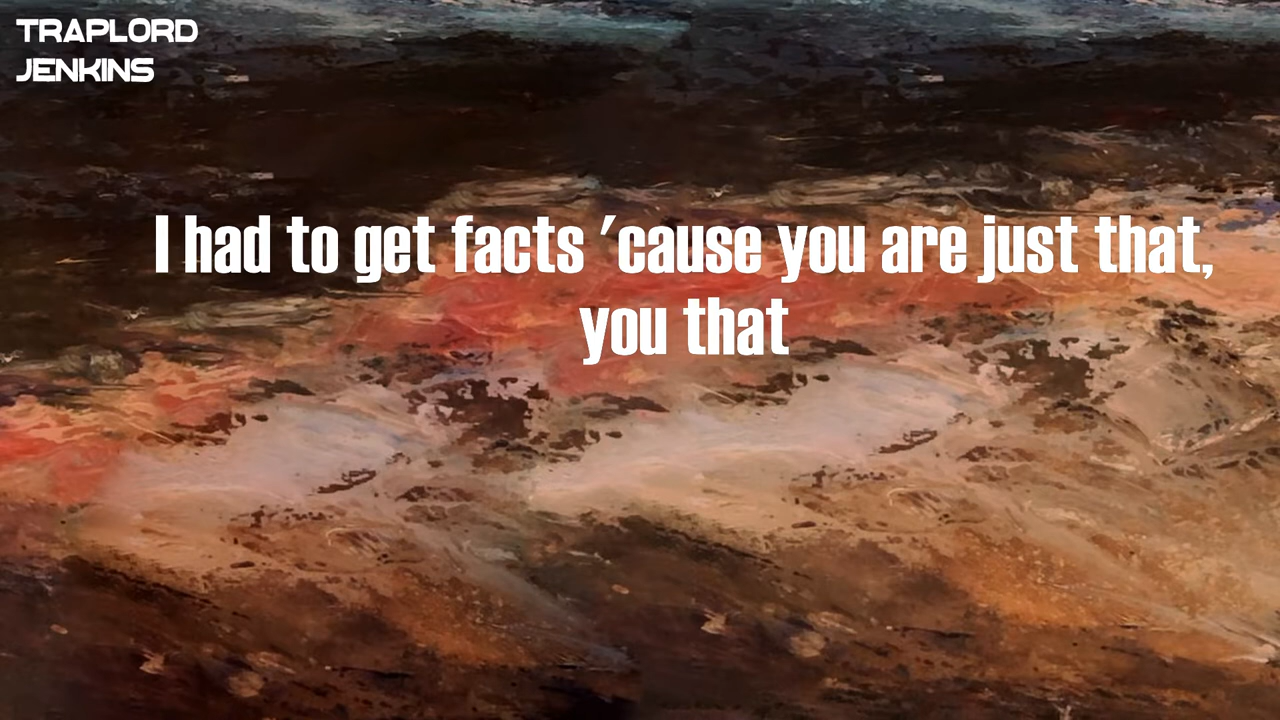 TRAPLORD
JENKINS
I had to get facts 'cause you are just that,
you that